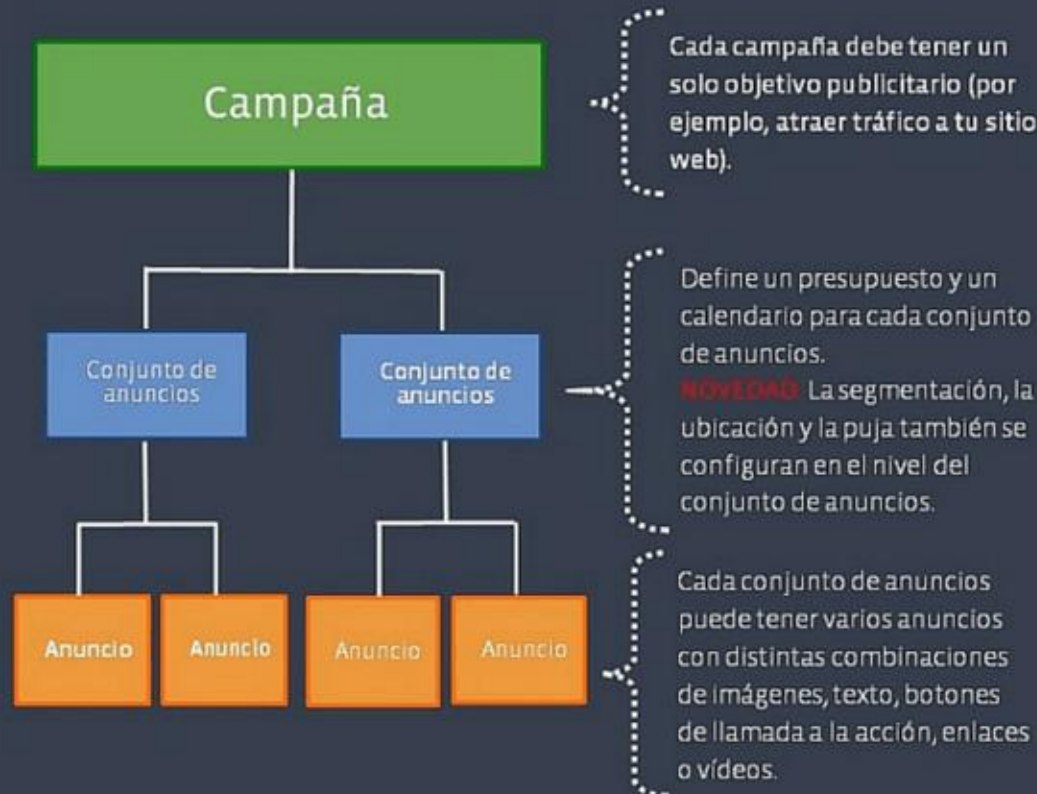 Campaña
Cada campaña debe tener un
solo objetivo publicitario (por
ejemplo, atraer tráfico a tu sitio
web).
Conjunto de
anuncios
Conjunto de
anuncios
Define un presupuesto y un
calendario para cada conjunto
de anuncios.
NOVEDAD: La segmentación, la
ubicación y la puja también se
configuran en el nivel del
conjunto de anuncios.
Anuncio
Anuncio
Anuncio
Anuncio
Cada conjunto de anuncios
puede tener varios anuncios
con distintas combinaciones
de imágenes, texto, botones
de llamada a la acción, enlaces
o vídeos.